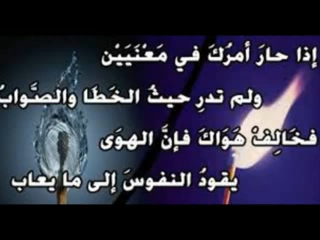 إذا حارَ أمرُكَ في مَعْنَيَيْن
ولم تدرِ حيثُ الخَطَا والصَّوابُ
فخَالِفْ هَوَاكَ فإنَّ الهوَى
يقودُ النفوسَ إلى ما يعاب